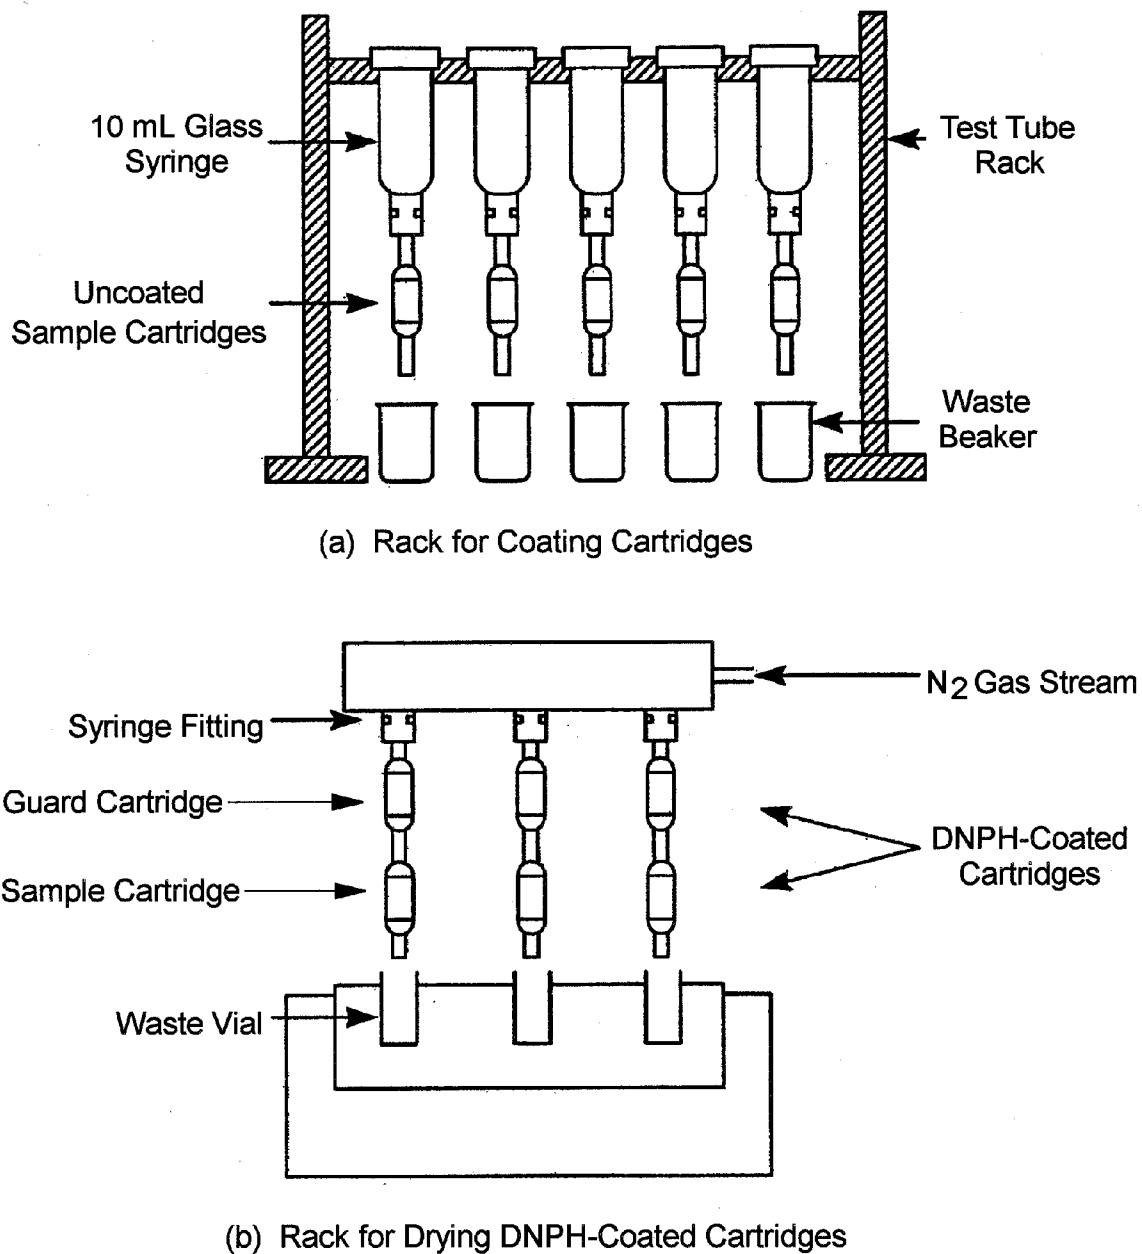 10 mL Glass
Syringe
Test Tube
Rack
Uncoated
Sample Cartridges
Waste
Beaker
(a) Rack for Coating Cartridges
N2 Gas Stream
Syringe Fitting
Guard Cartridge
DNPH-Coated
Cartridges
Sample Cartridge
Waste Vial
(b) Rack for Drying DNPH-Coated Cartridges